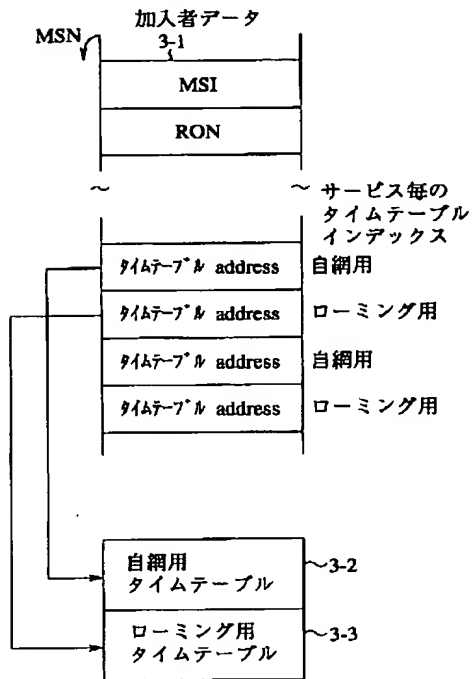 加入者データ
MSN
3-1
MSI
RON
～ ～
サービス毎の
タイムテーブル
インデックス
ﾀｲﾑﾃｰﾌﾞﾙ address 自網用
ﾀｲﾑﾃｰﾌﾞﾙ address ローミング用
ﾀｲﾑﾃｰﾌﾞﾙ address 自網用
ﾀｲﾑﾃｰﾌﾞﾙ address ローミング用
自網用
タイムテーブル
～3-2
ローミング用
タイムテーブル
～3-3